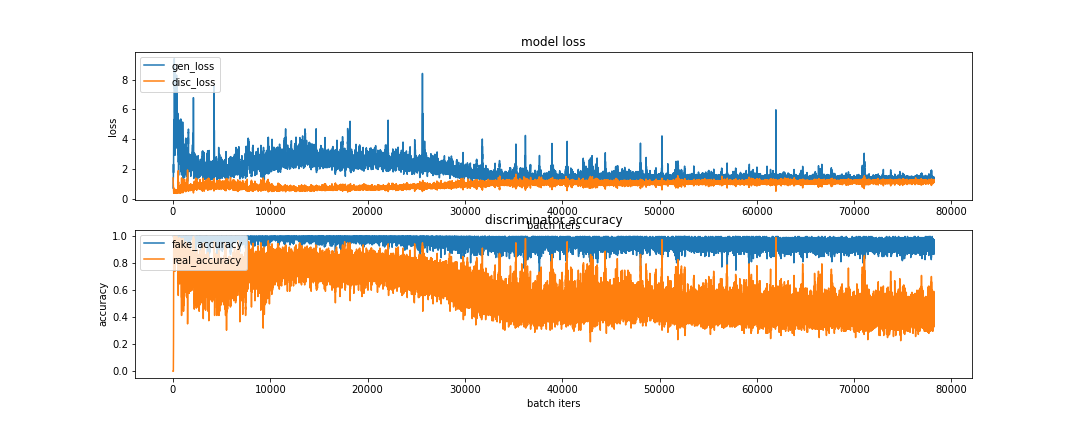 model loss
gen_loss
disc_loss
loss
8
6
4
2
0
0 10000 20000 30000 40000 50000 60000 70000 80000
batch iters
discriminator accuracy
fake_accuracy
real_accuracy
accuracy
1.0
0.8
0.6
0.4
0.2
0.0
0 10000 20000 30000 40000 50000 60000 70000 80000
batch iters